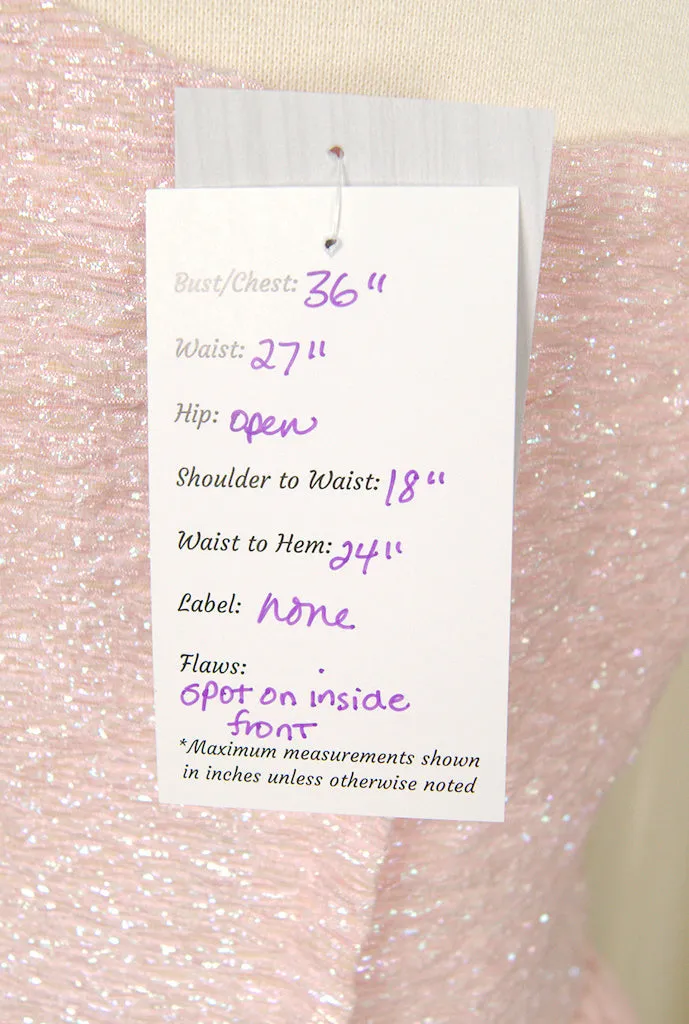 Bust/Chest: 36"
Waist: 27"
Hip: open
Shoulder to Waist: 18"
Waist to Hem: 24"
Label: none
Flaws:
spot on inside
front
*Maximum measurements shown
in inches unless otherwise noted